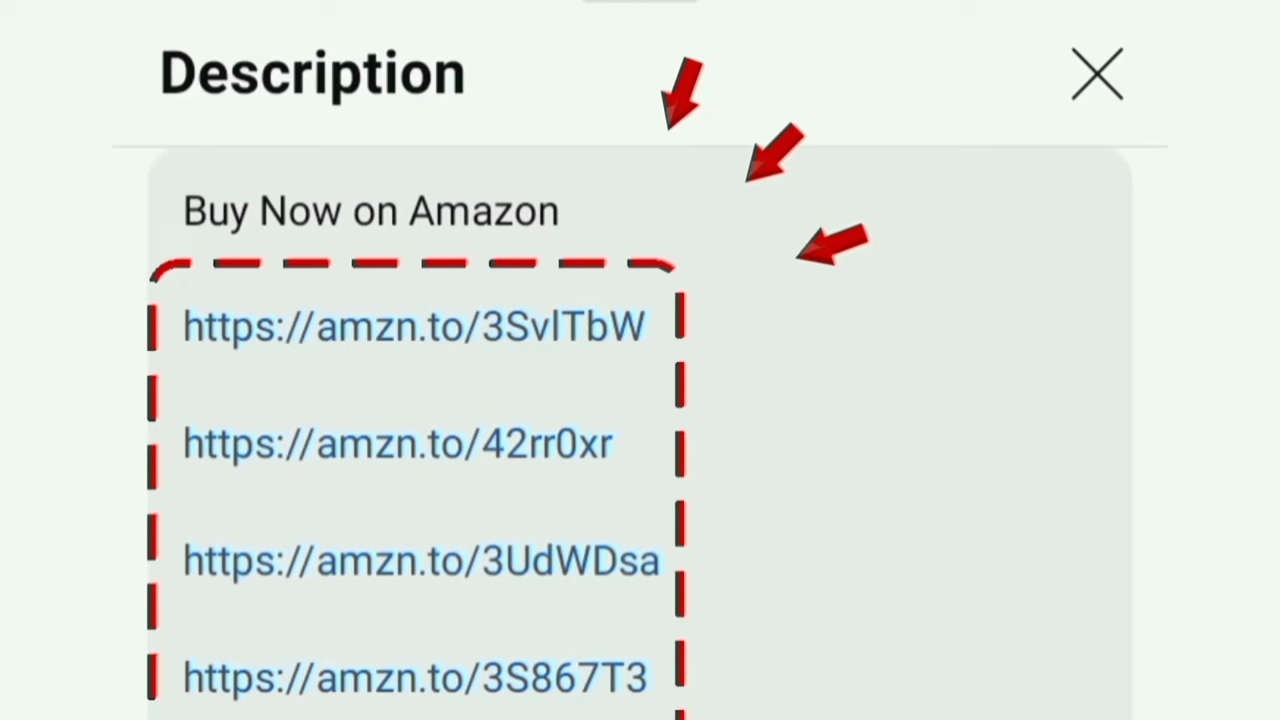 Description
Buy Now on Amazon
https://amzn.to/3SvlTbW
https://amzn.to/42rr0xr
https://amzn.to/3UdWDsa
https://amzn.to/3S867T3